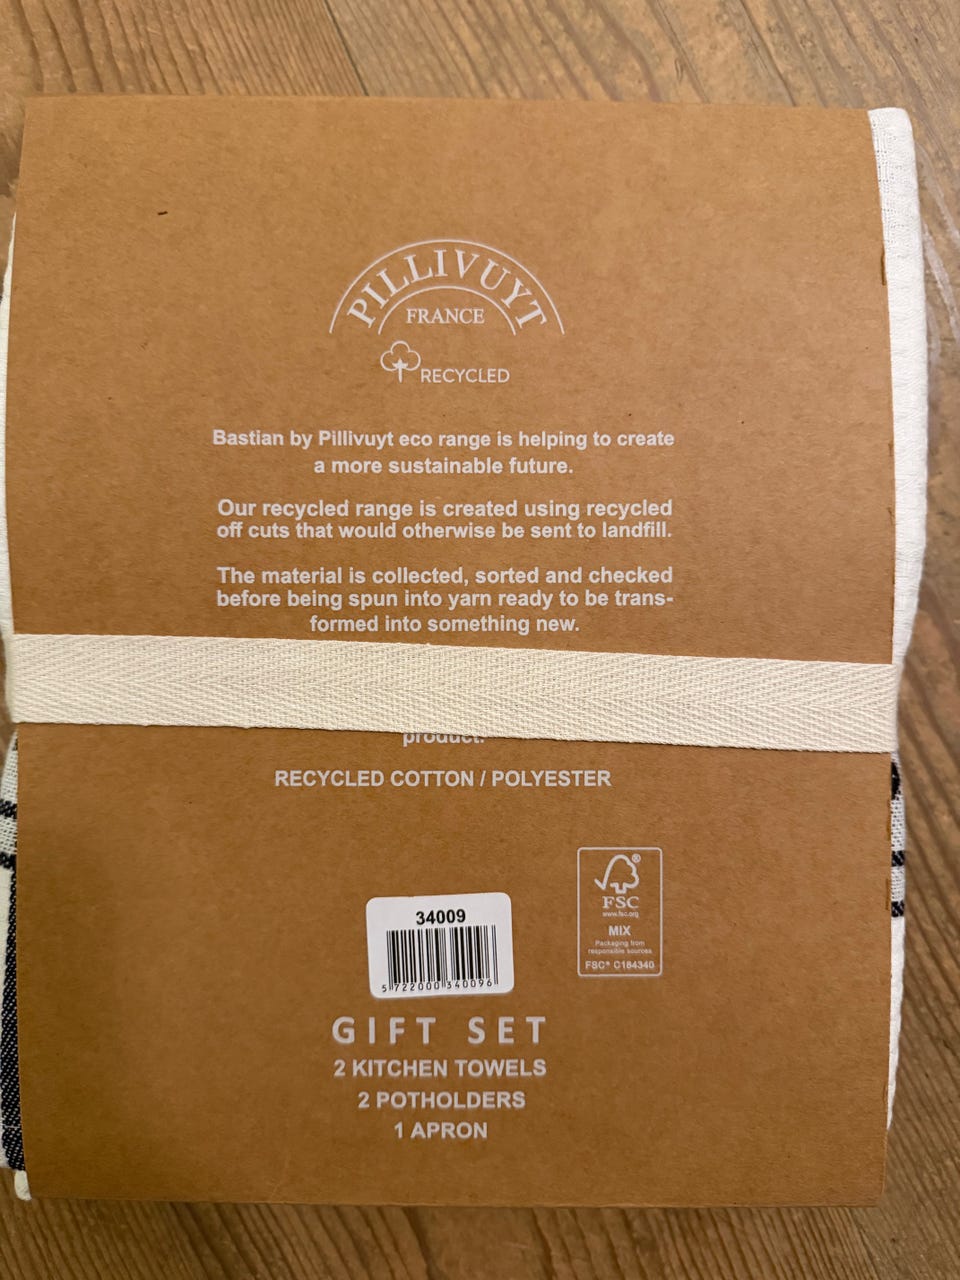 PILLIVUYT
FRANCE
RECYCLED
Bastian by Pillivuyt eco range is helping to create
a more sustainable future.
Our recycled range is created using recycled
off cuts that would otherwise be sent to landfill.
The material is collected, sorted and checked
before being spun into yarn ready to be trans-
formed into something new.
product.
RECYCLED COTTON / POLYESTER
FSC®
www.fsc.org
MIX
Packaging from
responsible sources
FSC® C184340
34009
5 722000 340096
GIFT SET
2 KITCHEN TOWELS
2 POTHOLDERS
1 APRON